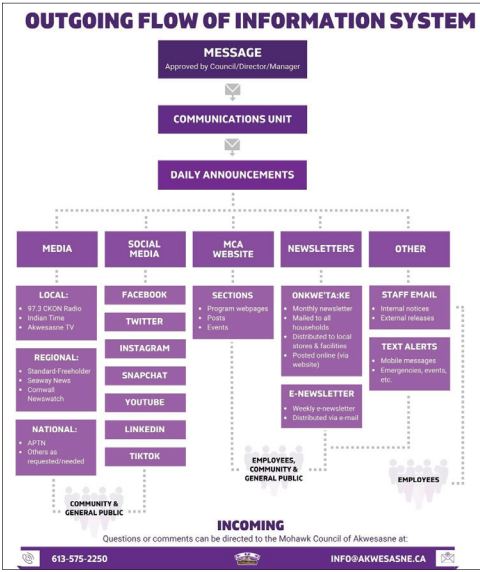 OUTGOING FLOW OF INFORMATION SYSTEM
MESSAGE
Approved by Council/Director/Manager
COMMUNICATIONS UNIT
DAILY ANNOUNCEMENTS
MEDIA
LOCAL:
• 97.3 CKON Radio
• Indian Time
• Akwesasne TV
REGIONAL:
• Standard-Freeholder
• Seaway News
• Cornwall
Newswatch
NATIONAL:
• APTN
• Others as
requested/needed
SOCIAL
MEDIA
FACEBOOK
TWITTER
INSTAGRAM
SNAPCHAT
YOUTUBE
LINKEDIN
TIKTOK
COMMUNITY &
GENERAL PUBLIC
MCA
WEBSITE
SECTIONS
• Program webpages
• Posts
• Events
NEWSLETTERS
ONKWE'TA:KE
• Monthly newsletter
• Mailed to all
households
• Distributed to local
stores & facilities
• Posted online (via
website)
E-NEWSLETTER
• Weekly e-newsletter
• Distributed via e-mail
EMPLOYEES,
COMMUNITY &
GENERAL PUBLIC
OTHER
STAFF EMAIL
• Internal notices
• External releases
TEXT ALERTS
• Mobile messages
• Emergencies, events,
etc.
EMPLOYEES
INCOMING
Questions or comments can be directed to the Mohawk Council of Akwesasne at:
613-575-2250
INFO@AKWESASNE.CA